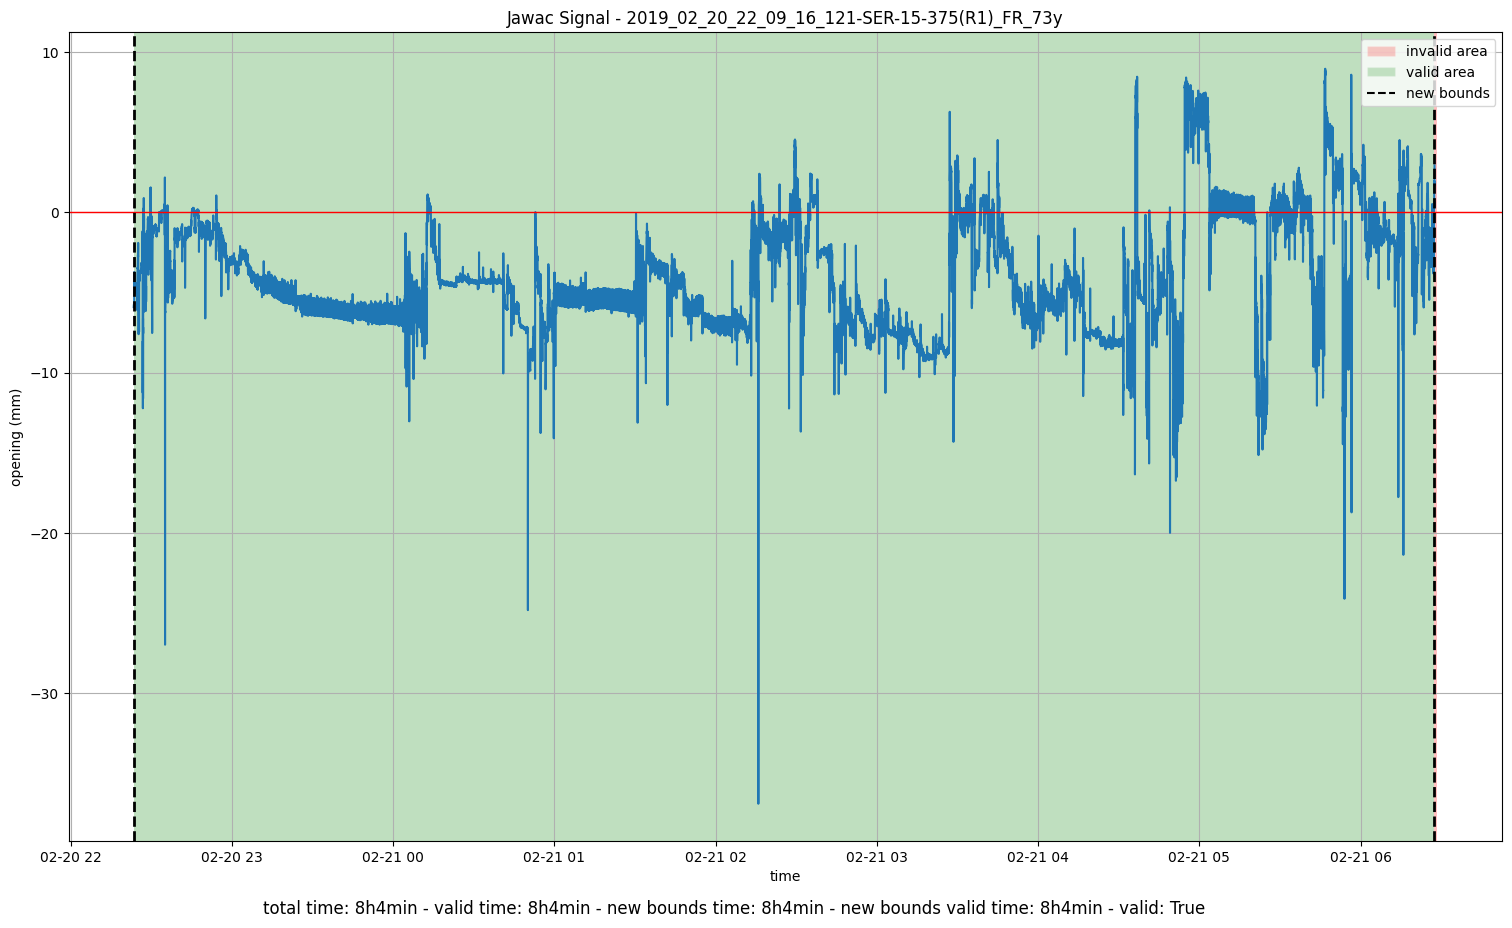 Jawac Signal - 2019_02_20_22_09_16_121-SER-15-375(R1)_FR_73y
invalid area
valid area
new bounds
10
0
−10
−20
−30
opening (mm)
02-20 22 02-20 23 02-21 00 02-21 01 02-21 02 02-21 03 02-21 04 02-21 05 02-21 06
time
total time: 8h4min - valid time: 8h4min - new bounds time: 8h4min - new bounds valid time: 8h4min - valid: True